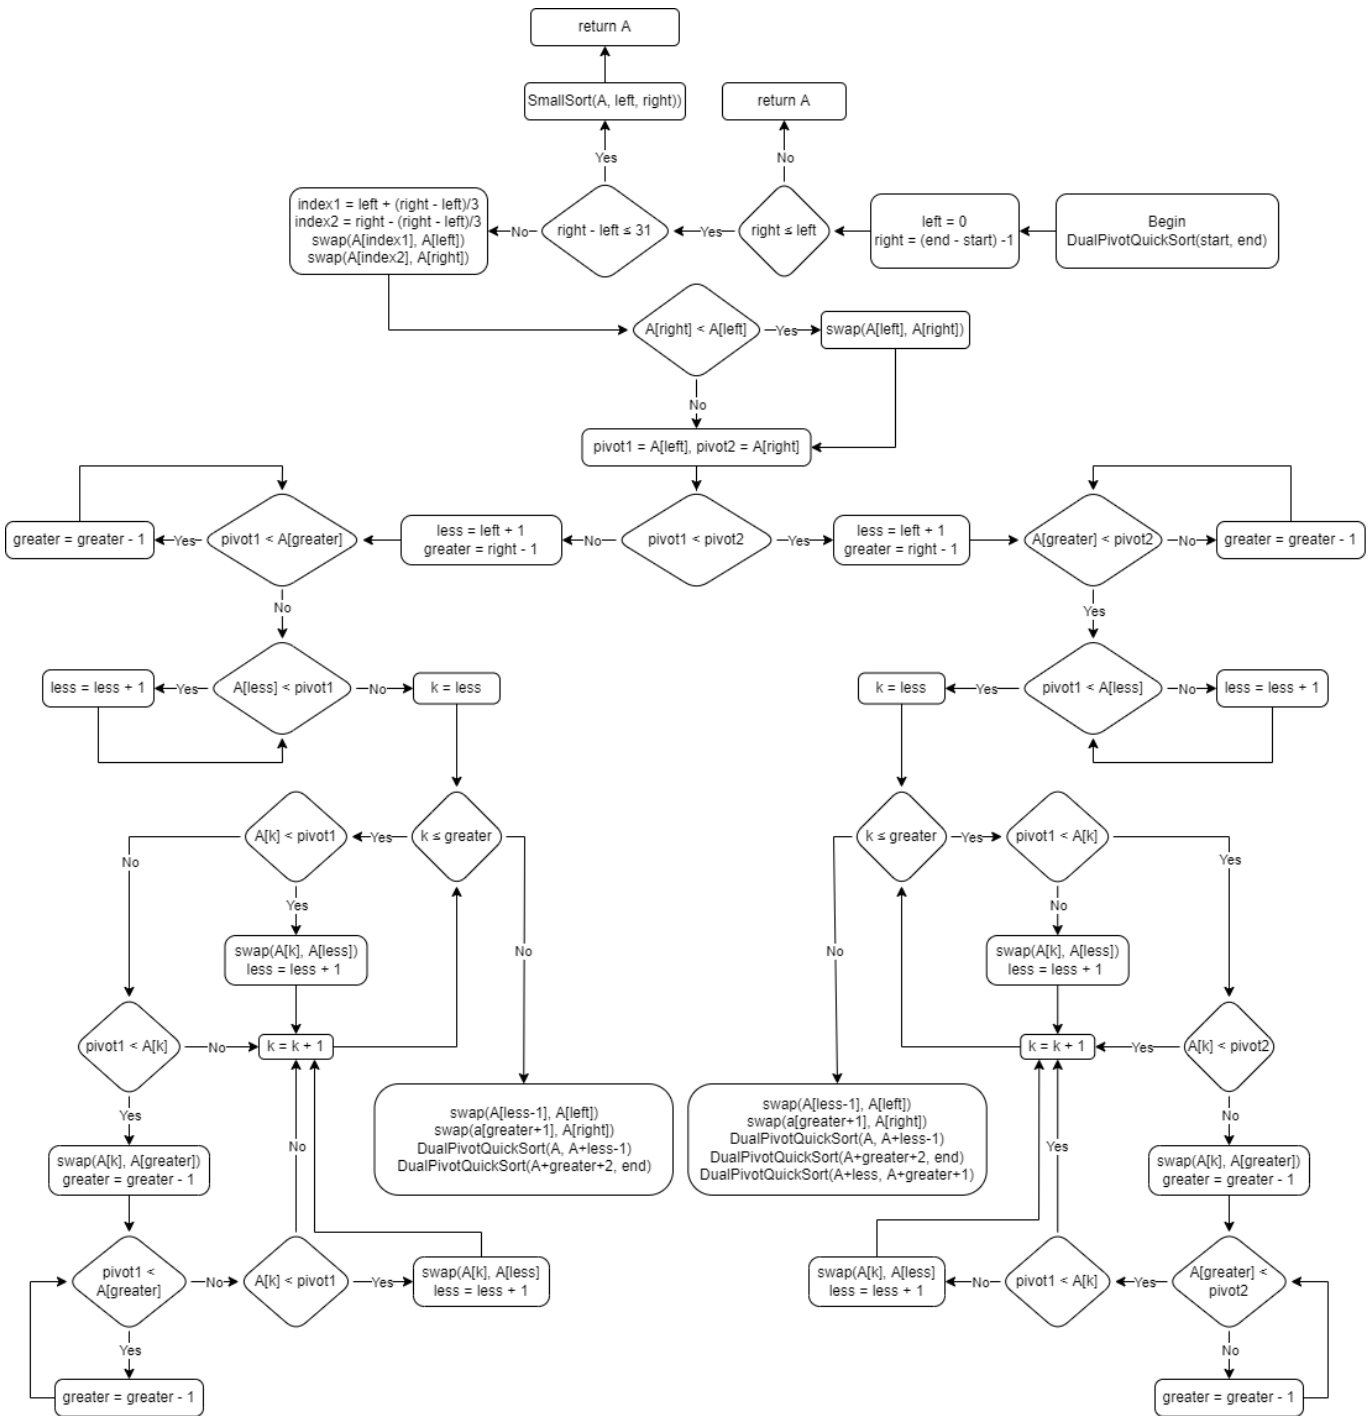 return A
SmallSort(A, left, right))
return A
Yes
No
index1 = left + (right - left)/3
index2 = right - (right - left)/3
swap(A[index1], A[left])
swap(A[index2], A[right])
No
right - left ≤ 31
Yes
right ≤ left
left = 0
right = (end - start) -1
Begin
DualPivotQuickSort(start, end)
A[right] < A[left]
Yes
swap(A[left], A[right])
No
pivot1 = A[left], pivot2 = A[right]
greater = greater - 1
Yes
pivot1 < A[greater]
less = left + 1
greater = right - 1
No
pivot1 < pivot2
Yes
less = left + 1
greater = right - 1
A[greater] < pivot2
No
greater = greater - 1
No
Yes
less = less + 1
Yes
A[less] < pivot1
No
k = less
k = less
Yes
pivot1 < A[less]
No
less = less + 1
A[k] < pivot1
Yes
k ≤ greater
k ≤ greater
Yes
pivot1 < A[k]
No
Yes
Yes
No
swap(A[k], A[less])
less = less + 1
No
No
swap(A[k], A[less])
less = less + 1
pivot1 < A[k]
No
k = k + 1
k = k + 1
Yes
A[k] < pivot2
Yes
No
swap(A[less-1], A[left])
swap(a[greater+1], A[right])
DualPivotQuickSort(A, A+less-1)
DualPivotQuickSort(A+greater+2, end)
swap(A[less-1], A[left])
swap(a[greater+1], A[right])
DualPivotQuickSort(A, A+less-1)
DualPivotQuickSort(A+greater+2, end)
DualPivotQuickSort(A+less, A+greater+1)
No
Yes
swap(A[k], A[greater])
greater = greater - 1
swap(A[k], A[greater])
greater = greater - 1
pivot1 <
A[greater]
No
A[k] < pivot1
Yes
swap(A[k], A[less]
less = less + 1
swap(A[k], A[less]
less = less + 1
No
pivot1 < A[k]
Yes
A[greater] <
pivot2
Yes
No
greater = greater - 1
greater = greater - 1